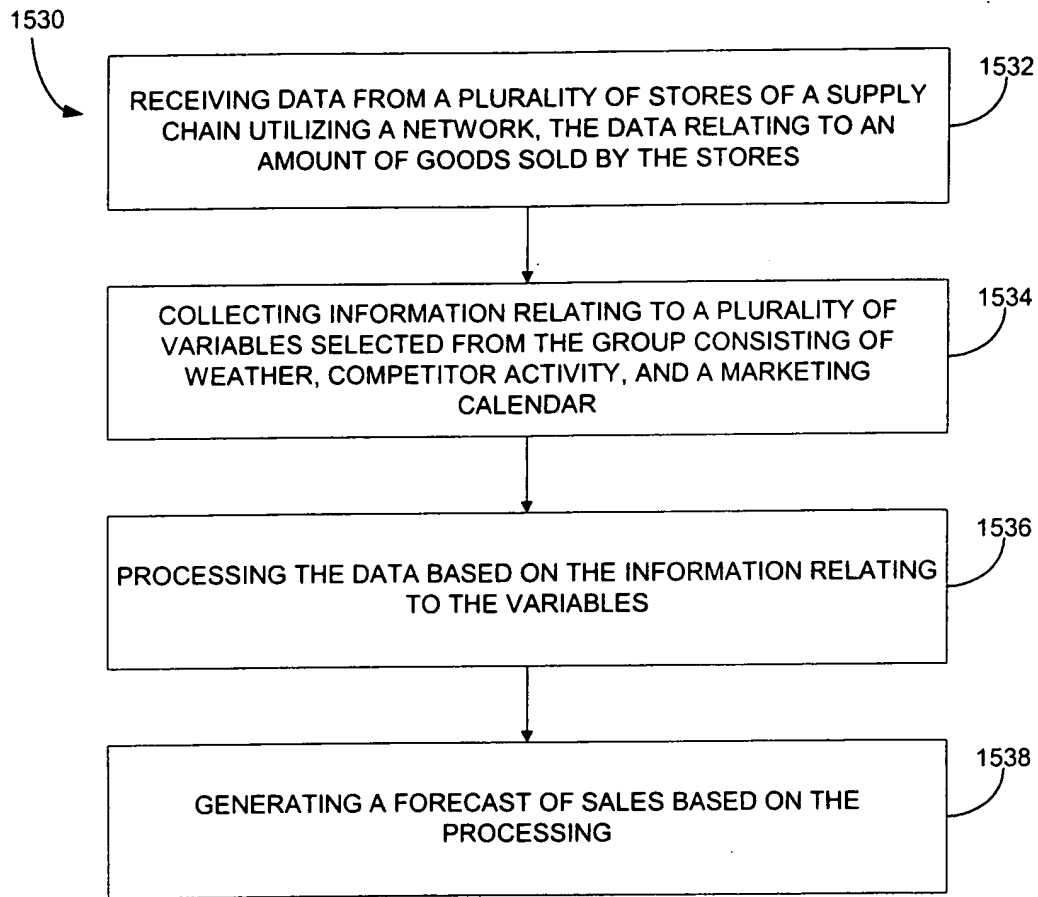 1530
1532
RECEIVING DATA FROM A PLURALITY OF STORES OF A SUPPLY
CHAIN UTILIZING A NETWORK, THE DATA RELATING TO AN
AMOUNT OF GOODS SOLD BY THE STORES
1534
COLLECTING INFORMATION RELATING TO A PLURALITY OF
VARIABLES SELECTED FROM THE GROUP CONSISTING OF
WEATHER, COMPETITOR ACTIVITY, AND A MARKETING
CALENDAR
1536
PROCESSING THE DATA BASED ON THE INFORMATION RELATING
TO THE VARIABLES
1538
GENERATING A FORECAST OF SALES BASED ON THE
PROCESSING